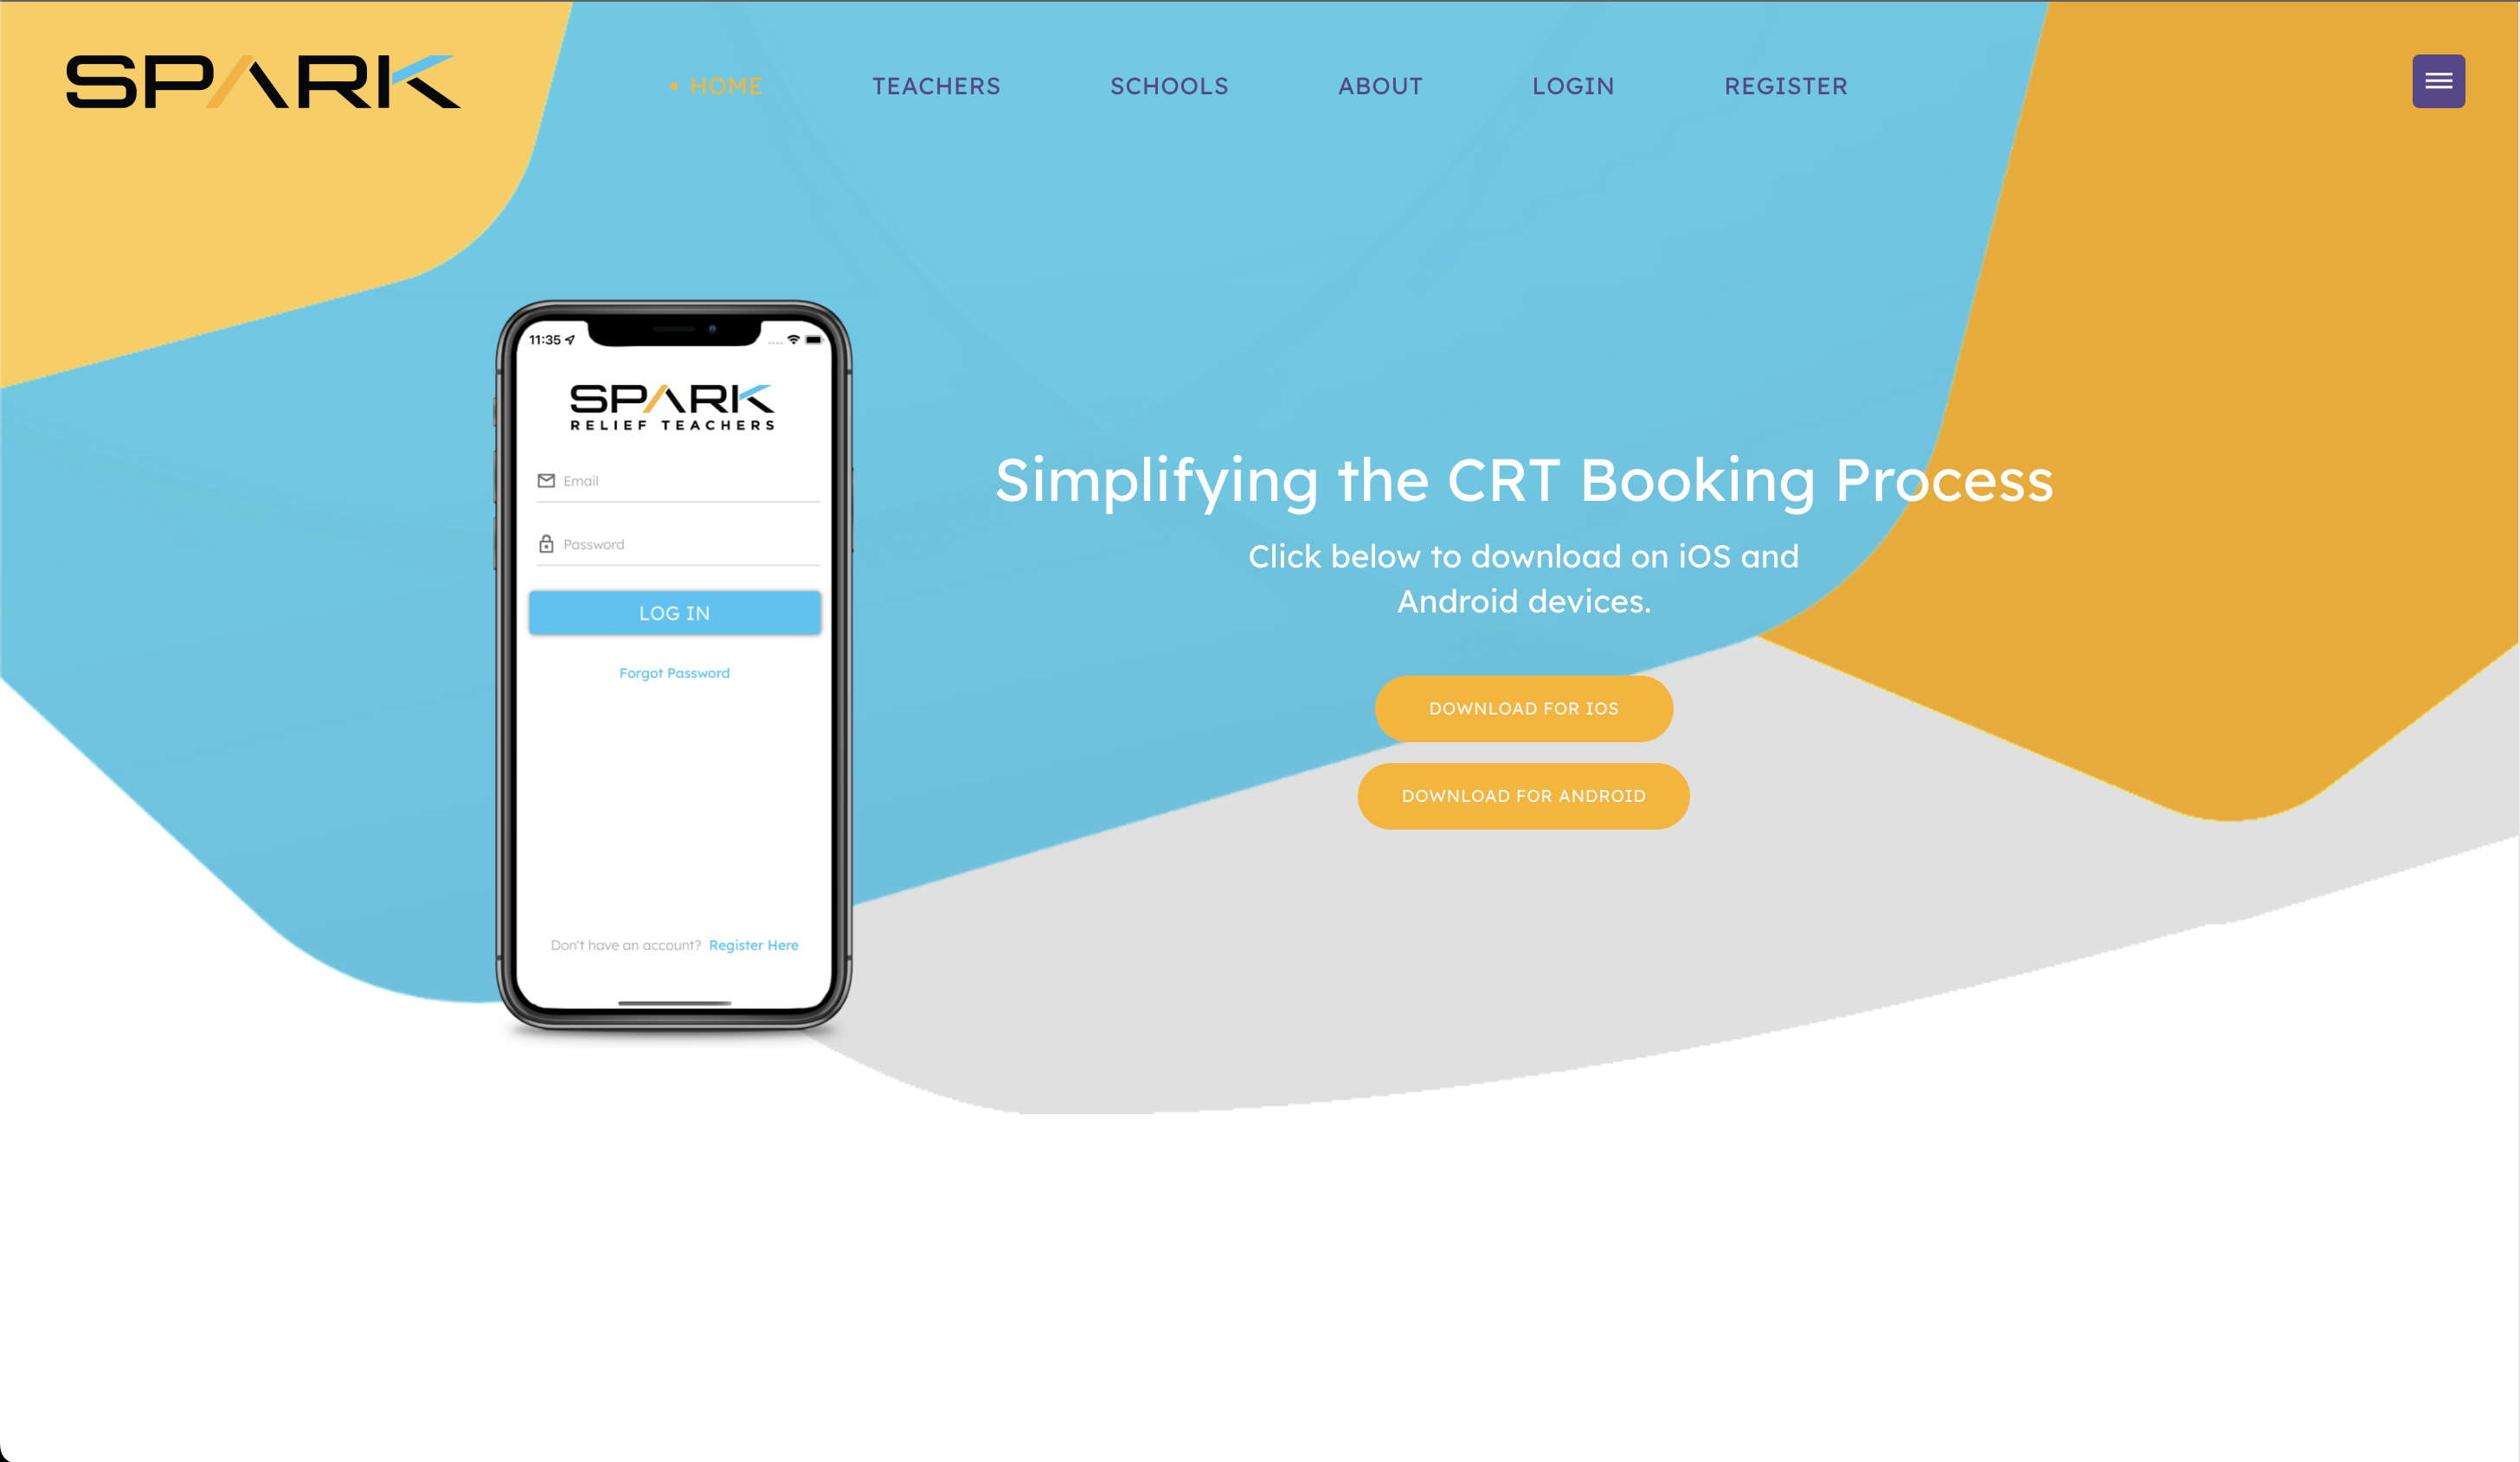 SPARK
HOME
TEACHERS
SCHOOLS
ABOUT
LOGIN
REGISTER
11:35
SPARK
RELIEF TEACHERS
Email
Password
LOG IN
Forgot Password
Don't have an account? Register Here
Simplifying the CRT Booking Process
Click below to download on iOS and
Android devices.
DOWNLOAD FOR IOS
DOWNLOAD FOR ANDROID